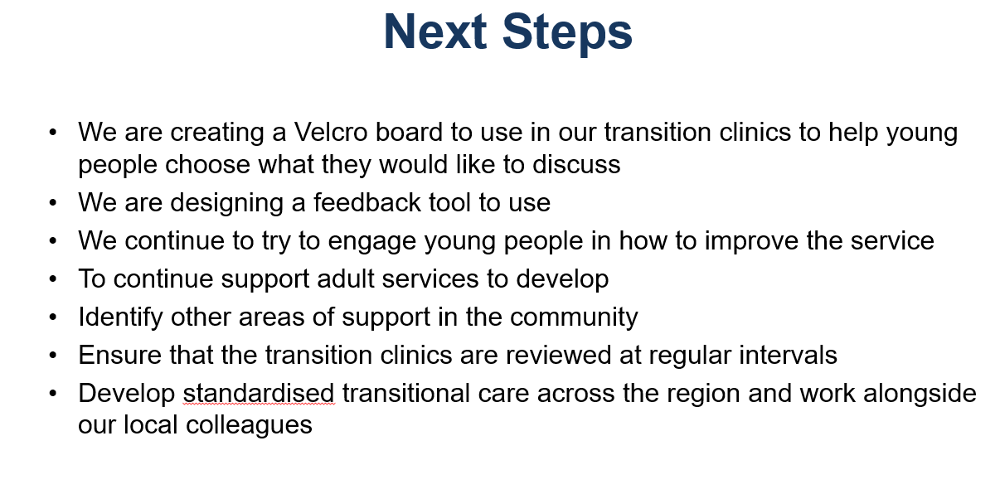 Next Steps
• We are creating a Velcro board to use in our transition clinics to help young
people choose what they would like to discuss
• We are designing a feedback tool to use
• We continue to try to engage young people in how to improve the service
• To continue support adult services to develop
• Identify other areas of support in the community
• Ensure that the transition clinics are reviewed at regular intervals
• Develop standardised transitional care across the region and work alongside
our local colleagues